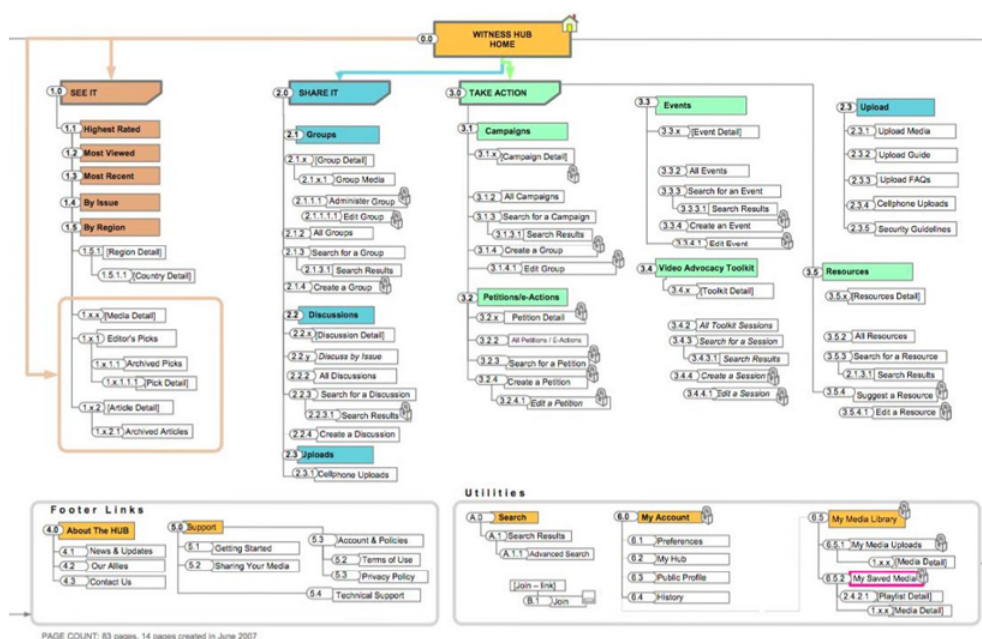 WITNESS HUB
HOME
0.0
1.0 SEE IT
1.1 Highest Rated
1.2 Most Viewed
1.3 Most Recent
1.4 By Issue
1.5 By Region
1.5.1 [Region Detail]
1.5.1.1 [Country Detail]
1.x.x [Media Detail]
1.x.1 Editor's Picks
1.x.1.1 Archived Picks
1.x.1.1.1 [Pick Detail]
1.x.2 [Article Detail]
1.x.2.1 Archived Articles
2.0 SHARE IT
2.1 Groups
2.1.x [Group Detail]
2.1.x.1 Group Media
2.1.1.1 Administer Group
2.1.1.1.1 Edit Group
2.1.2 All Groups
2.1.3 Search for a Group
2.1.3.1 Search Results
2.1.4 Create a Group
2.2 Discussions
2.2.x [Discussion Detail]
2.2.y Discuss by Issue
2.2.2 All Discussions
2.2.3 Search for a Discussion
2.2.3.1 Search Results
2.2.4 Create a Discussion
2.3 Uploads
2.3.1 Cellphone Uploads
3.0 TAKE ACTION
3.1 Campaigns
3.1.x [Campaign Detail]
3.1.2 All Campaigns
3.1.3 Search for a Campaign
3.1.3.1 Search Results
3.1.4 Create a Group
3.1.4.1 Edit Group
3.2 Petitions/e-Actions
3.2.x Petition Detail
3.2.2 All Petitions / E-Actions
3.2.3 Search for a Petition
3.2.4 Create a Petition
3.2.4.1 Edit a Petition
3.3 Events
3.3.x [Event Detail]
3.3.2 All Events
3.3.3 Search for an Event
3.3.3.1 Search Results
3.3.4 Create an Event
3.3.4.1 Edit Event
3.4 Video Advocacy Toolkit
3.4.x [Toolkit Detail]
3.4.2 All Toolkit Sessions
3.4.3 Search for a Session
3.4.3.1 Search Results
3.4.4 Create a Session
3.4.4.1 Edit a Session
2.3 Upload
2.3.1 Upload Media
2.3.2 Upload Guide
2.3.3 Upload FAQs
2.3.4 Cellphone Uploads
2.3.5 Security Guidelines
3.5 Resources
3.5.x [Resources Detail]
3.5.2 All Resources
3.5.3 Search for a Resource
2.1.3.1 Search Results
3.5.4 Suggest a Resource
3.5.4.1 Edit a Resource
Footer Links
4.0 About The HUB
4.1 News & Updates
4.2 Our Allies
4.3 Contact Us
5.0 Support
5.1 Getting Started
5.2 Sharing Your Media
5.3 Account & Policies
5.2 Terms of Use
5.3 Privacy Policy
5.4 Technical Support
Utilities
A.0 Search
A.1 Search Results
A.1.1 Advanced Search
[Join – link]
B.1 Join
6.0 My Account
6.1 Preferences
6.2 My Hub
6.3 Public Profile
6.4 History
6.5 My Media Library
6.5.1 My Media Uploads
1.x.x [Media Detail]
6.5.2 My Saved Media
2.4.2.1 [Playlist Detail]
1.x.x [Media Detail]
PAGE COUNT: 83 pages, 14 pages created in June 2007